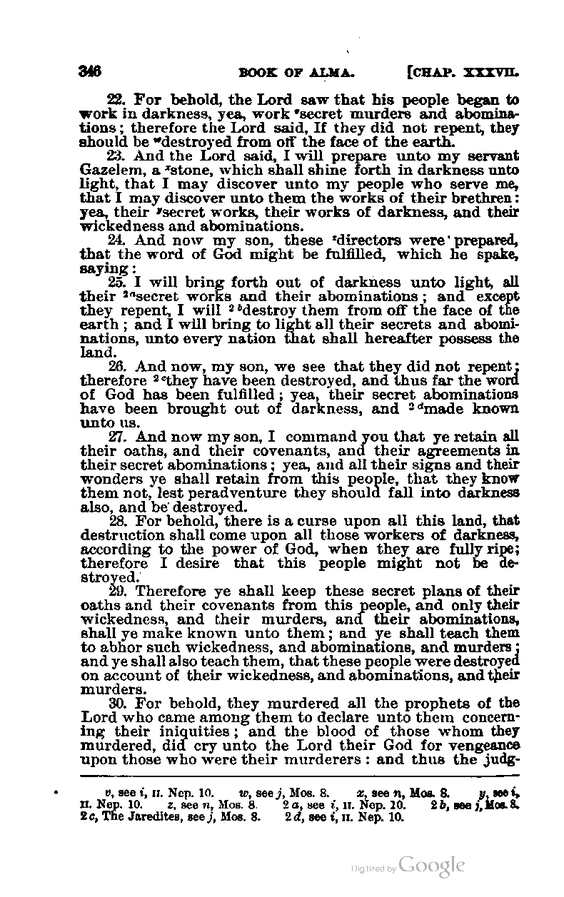 346 BOOK OF ALMA. [CHAP. XXXVII.
22. For behold, the Lord saw that his people began to
work in darkness, yea, work vsecret murders and abomina-
tions; therefore the Lord said, If they did not repent, they
should be wdestroyed from off the face of the earth.
23. And the Lord said, I will prepare unto my servant
Gazelem, a xstone, which shall shine forth in darkness unto
light, that I may discover unto my people who serve me,
that I may discover unto them the works of their brethren:
yea, their ysecret works, their works of darkness, and their
wickedness and abominations.
24. And now my son, these zdirectors were prepared,
that the word of God might be fulfilled, which he spake,
saying:
25. I will bring forth out of darkness unto light, all
their 2asecret works and their abominations; and except
they repent, I will 2bdestroy them from off the face of the
earth; and I will bring to light all their secrets and abomi-
nations, unto every nation that shall hereafter possess the
land.
26. And now, my son, we see that they did not repent;
therefore 2cthey have been destroyed, and thus far the word
of God has been fulfilled; yea, their secret abominations
have been brought out of darkness, and 2dmade known
unto us.
27. And now my son, I command you that ye retain all
their oaths, and their covenants, and their agreements in
their secret abominations; yea, and all their signs and their
wonders ye shall retain from this people, that they know
them not, lest peradventure they should fall into darkness
also, and be destroyed.
28. For behold, there is a curse upon all this land, that
destruction shall come upon all those workers of darkness,
according to the power of God, when they are fully ripe;
therefore I desire that this people might not be de-
stroyed.
29. Therefore ye shall keep these secret plans of their
oaths and their covenants from this people, and only their
wickedness, and their murders, and their abominations,
shall ye make known unto them; and ye shall teach them
to abhor such wickedness, and abominations, and murders;
and ye shall also teach them, that these people were destroyed
on account of their wickedness, and abominations, and their
murders.
30. For behold, they murdered all the prophets of the
Lord who came among them to declare unto them concern-
ing their iniquities; and the blood of those whom they
murdered, did cry unto the Lord their God for vengeance
upon those who were their murderers: and thus the judg-
v, see i, II. Nep. 10. w, see j, Mos. 8. x, see n, Mos. 8. y, see i,
II. Nep. 10. z, see n, Mos. 8. 2a, see i, II. Nep. 10. 2b, see j, Mos. 8.
2c, The Jaredites, see j, Mos. 8. 2d, see i, II. Nep. 10.
Digitized by Google